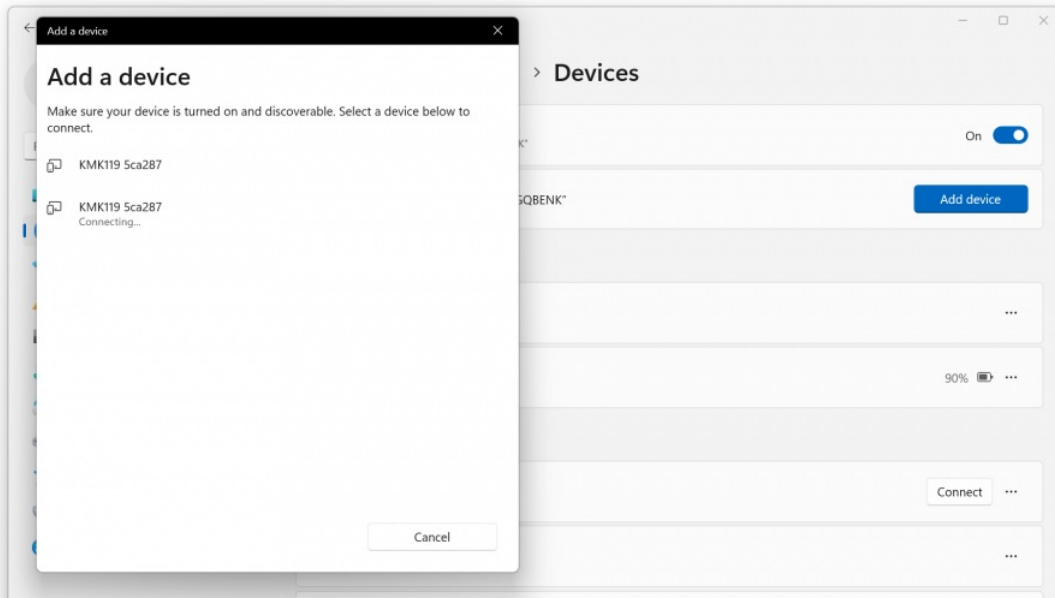 Add a device
Add a device
Make sure your device is turned on and discoverable. Select a device below to
connect.
KMK119 5ca287
KMK119 5ca287
Connecting...
Cancel
Devices
On
K"
GQBENK"
Add device
90%
Connect